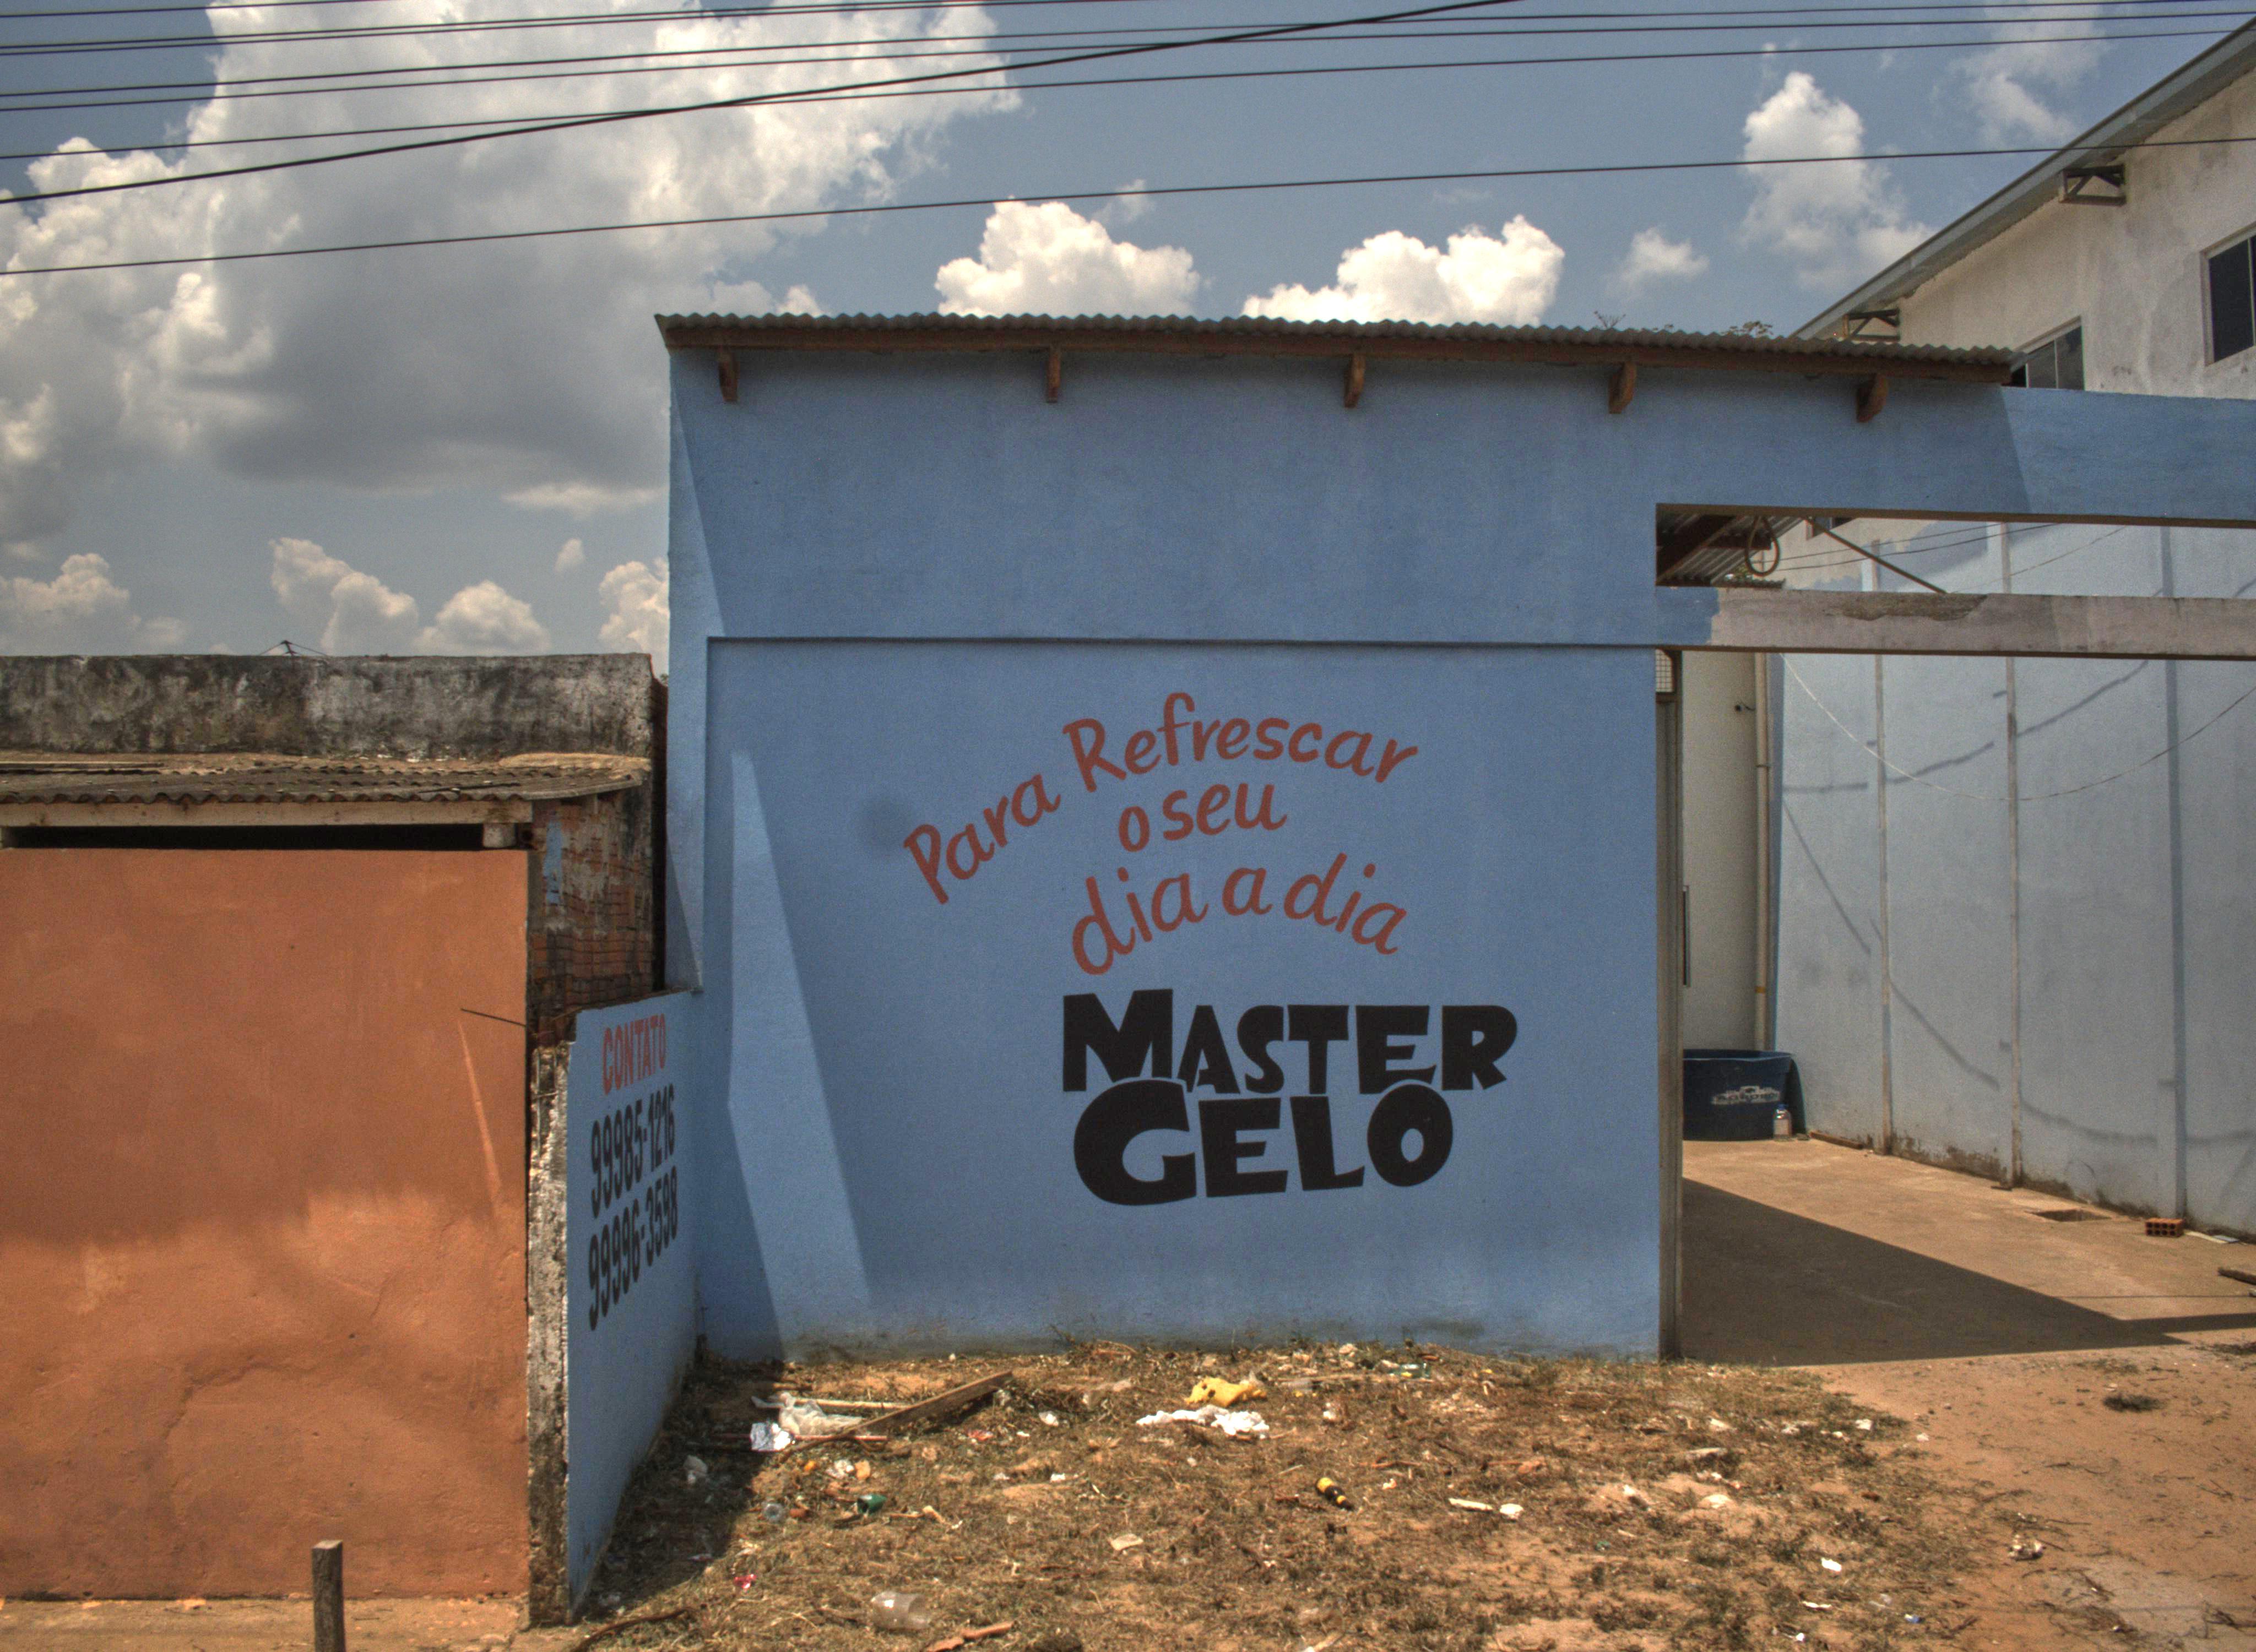 Para Refrescar
o seu
dia a dia
MASTER
GELO
CONTATO
99985-1216
99996-3598